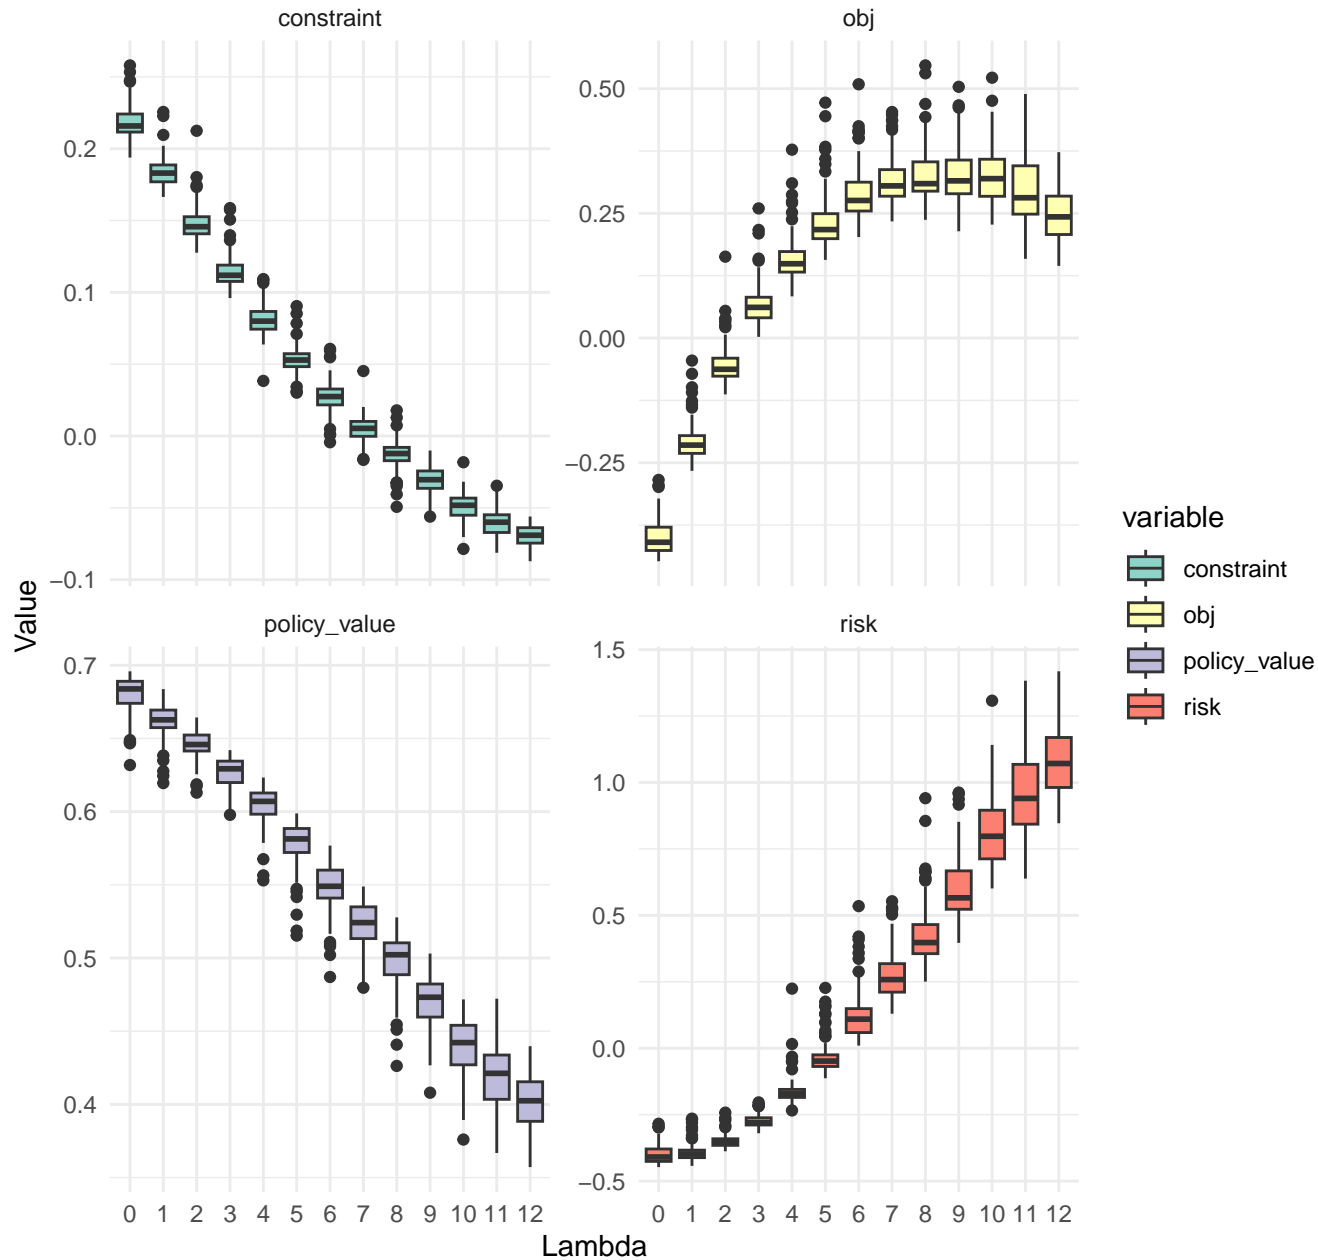 constraint
obj
0.2
0.1
0.0
−0.1
0.50
0.25
0.00
−0.25
policy_value
risk
0.7
0.6
0.5
0.4
1.5
1.0
0.5
0.0
−0.5
0 1 2 3 4 5 6 7 8 9 10 11 12
0 1 2 3 4 5 6 7 8 9 10 11 12
Value
Lambda
variable
constraint
obj
policy_value
risk